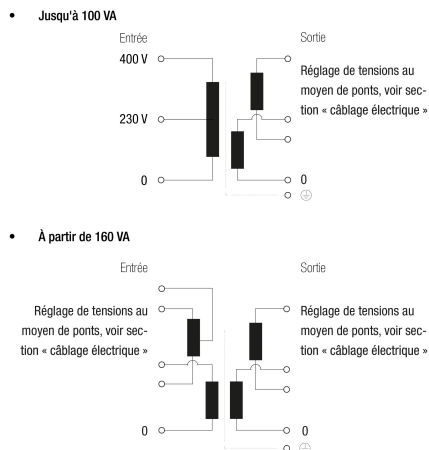 • Jusqu'à 100 VA
Entrée
Sortie
400 V
Réglage de tensions au
moyen de ponts, voir sec-
tion « câblage électrique »
230 V
0
0
• À partir de 160 VA
Entrée
Sortie
Réglage de tensions au
moyen de ponts, voir sec-
tion « câblage électrique »
Réglage de tensions au
moyen de ponts, voir sec-
tion « câblage électrique »
0
0